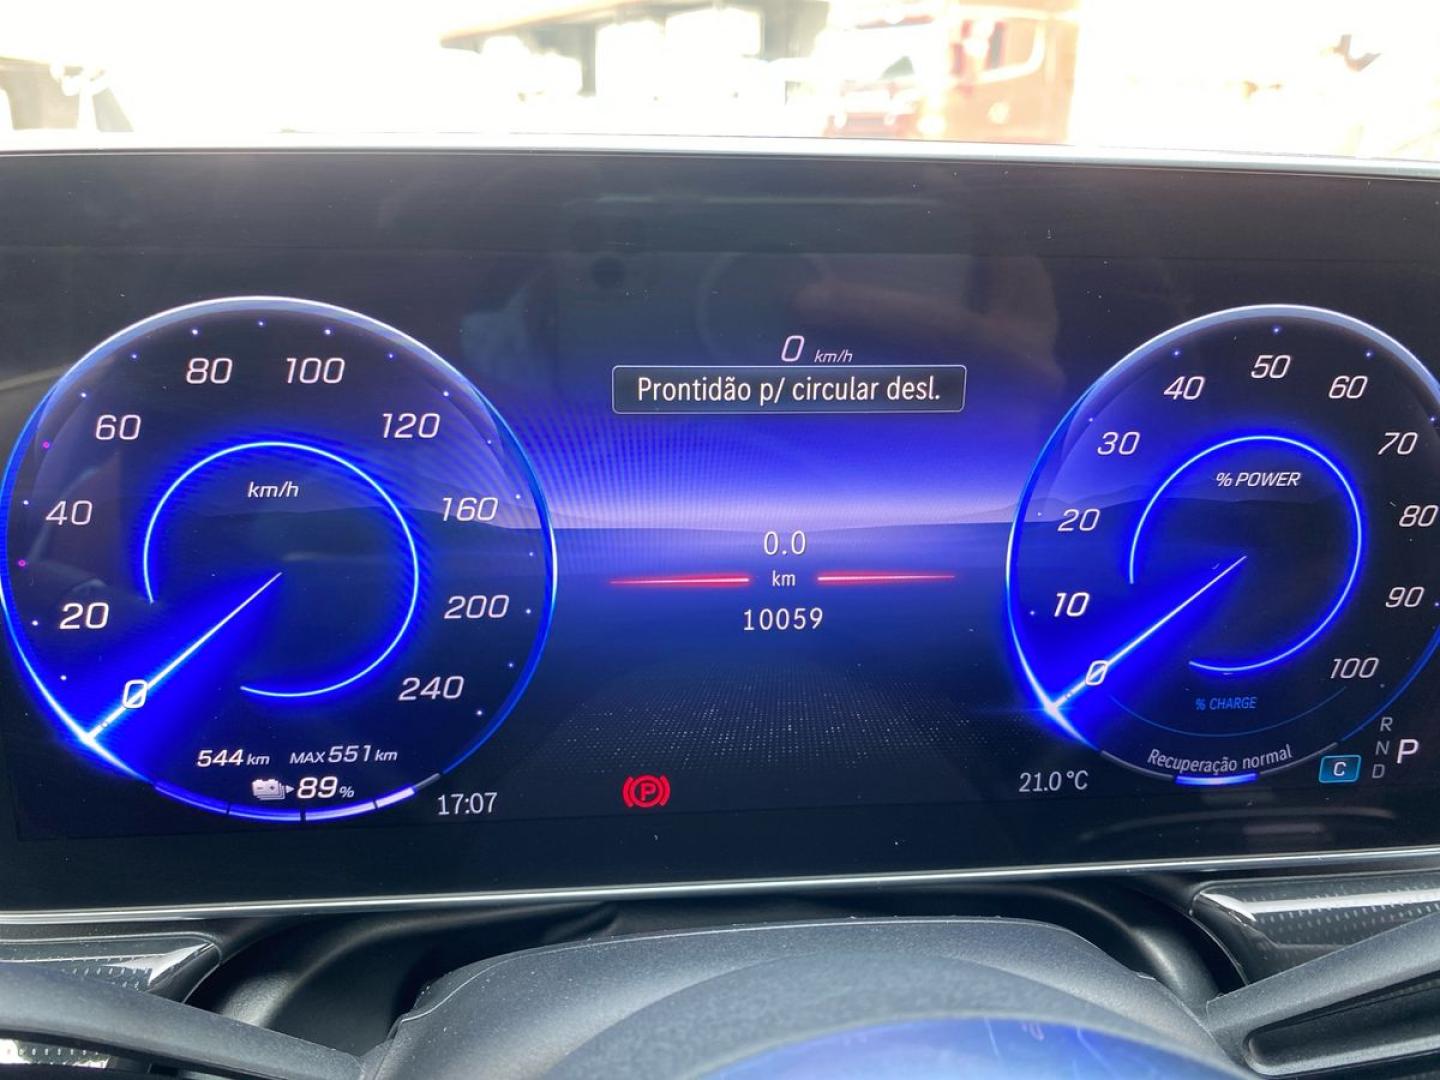 0 km/h
Prontidão p/ circular desl.
80 100
60 120
40 km/h 160
20 200
0 240
544 km MAX 551 km
89 %
17:07
0.0
km
10059
P
21.0 °C
50
40 60
30 70
% POWER
20 80
10 90
0 100
% CHARGE
Recuperação normal
C
R
N
D
P